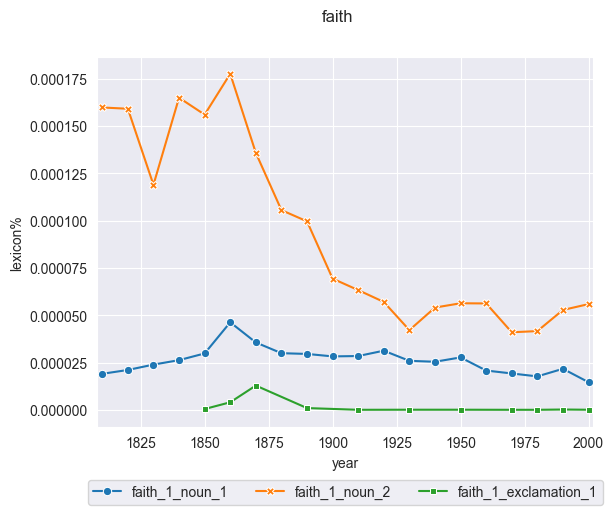 faith
0.000175
0.000150
0.000125
0.000100
0.000075
0.000050
0.000025
0.000000
lexicon%
1825 1850 1875 1900 1925 1950 1975 2000
year
faith_1_noun_1 faith_1_noun_2 faith_1_exclamation_1